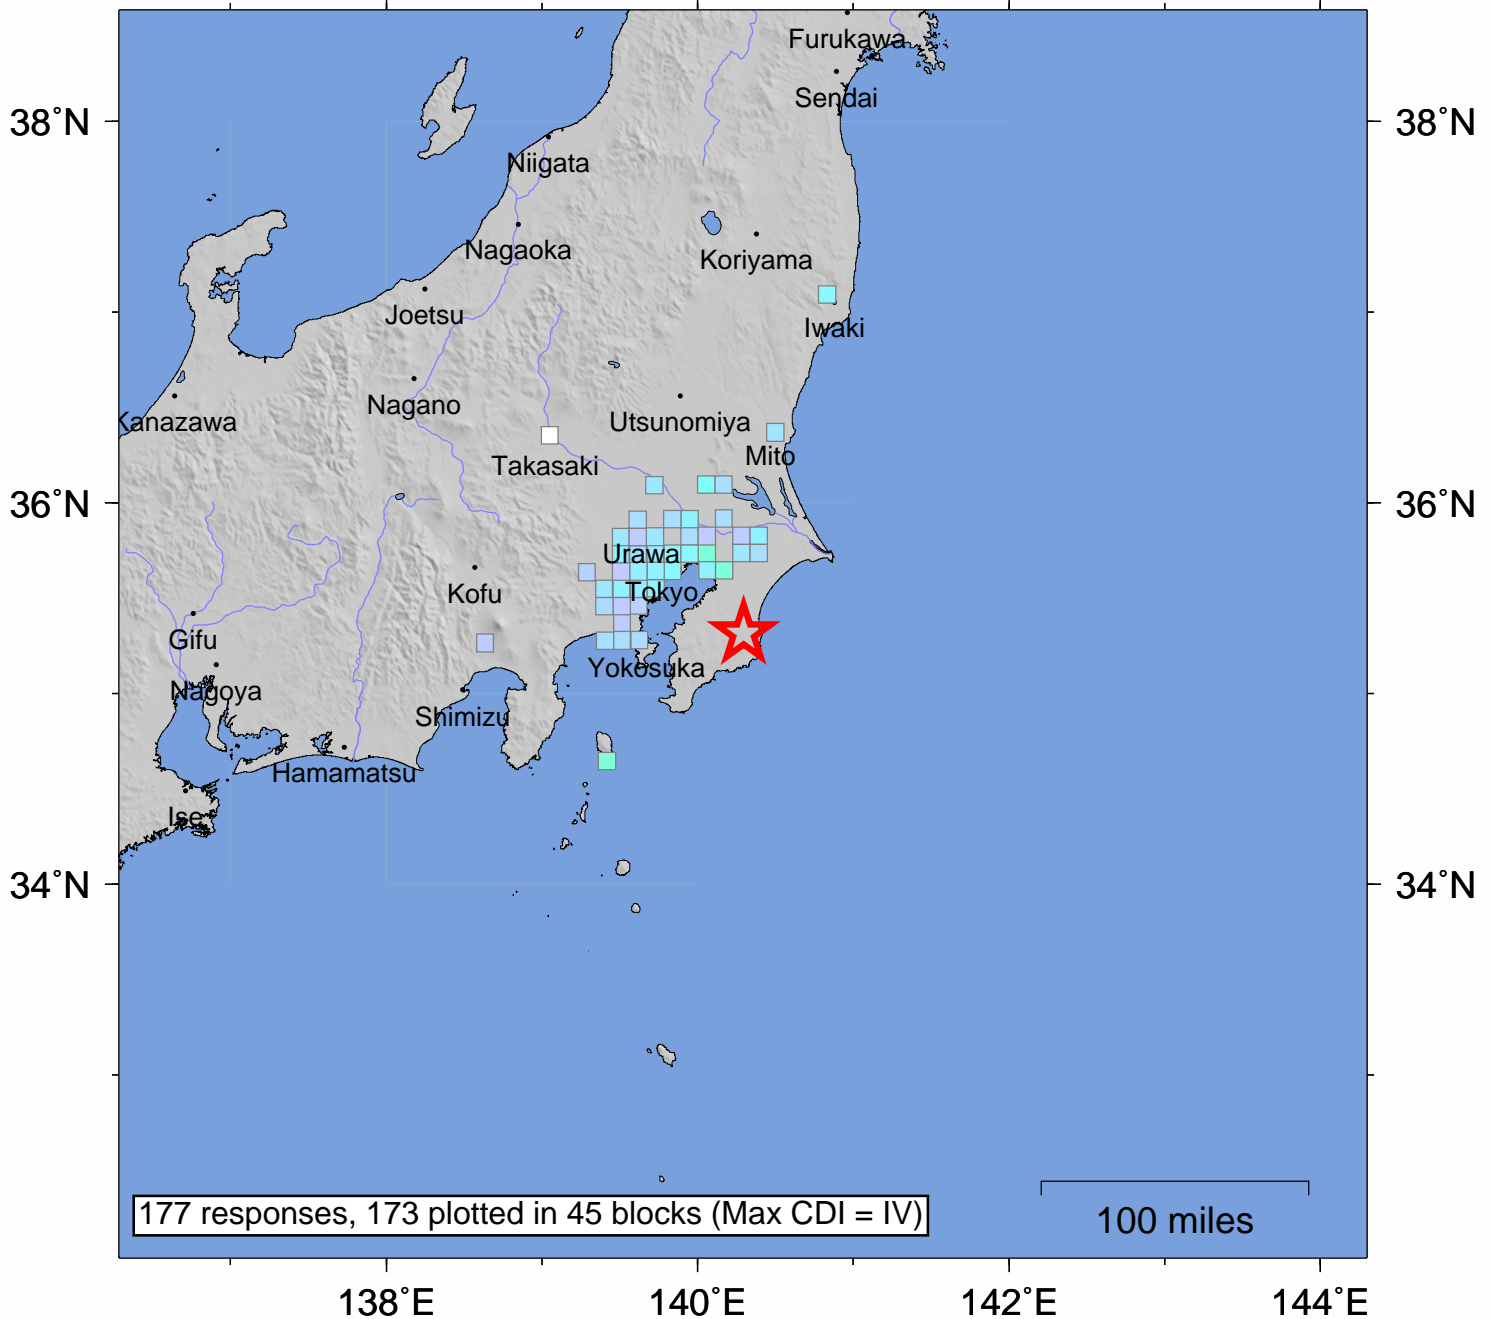 Furukawa
Sendai
38°N
38°N
Niigata
Nagaoka
Koriyama
Joetsu
Iwaki
Nagano
Kanazawa
Utsunomiya
Mito
Takasaki
36°N
36°N
Urawa
Tokyo
Kofu
Gifu
Yokosuka
Nagoya
Shimizu
Hamamatsu
Ise
34°N
34°N
177 responses, 173 plotted in 45 blocks (Max CDI = IV)
100 miles
138°E
140°E
142°E
144°E